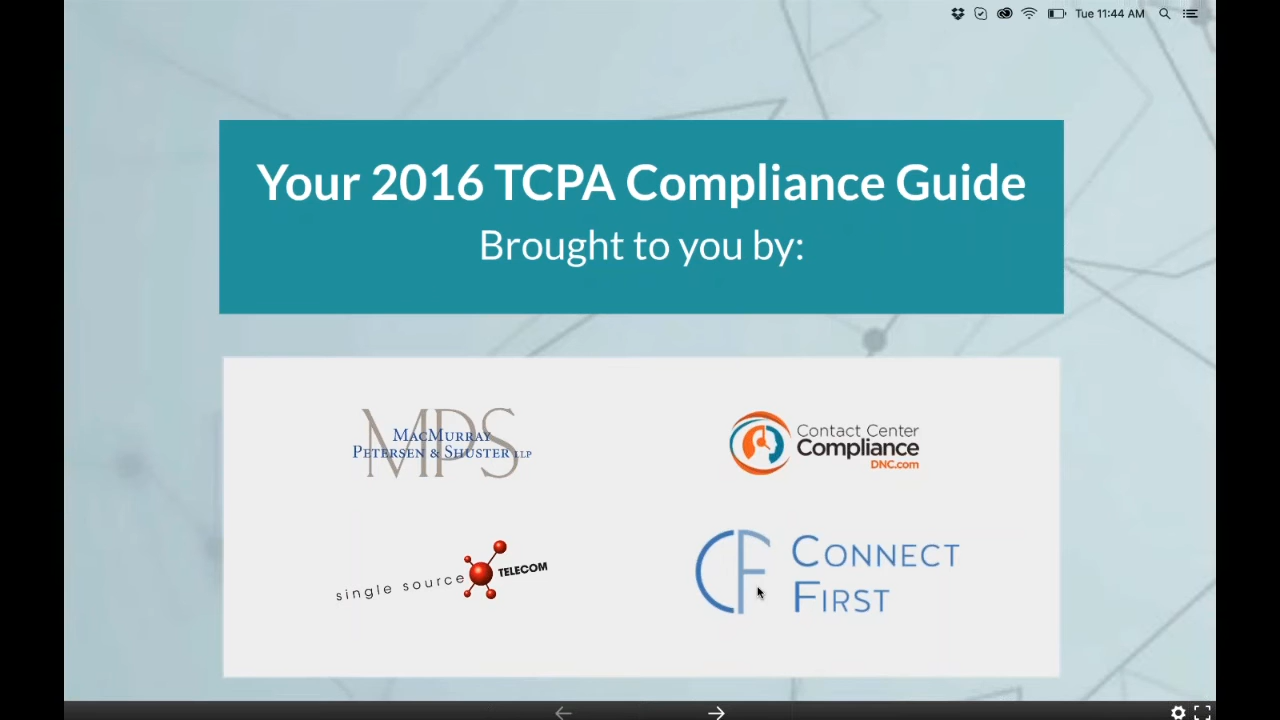 Tue 11:44 AM
Your 2016 TCPA Compliance Guide
Brought to you by:
MPS
MacMurray
Petersen & Shuster LLP
Contact Center
Compliance
DNC.com
single source TELECOM
CF
Connect
First